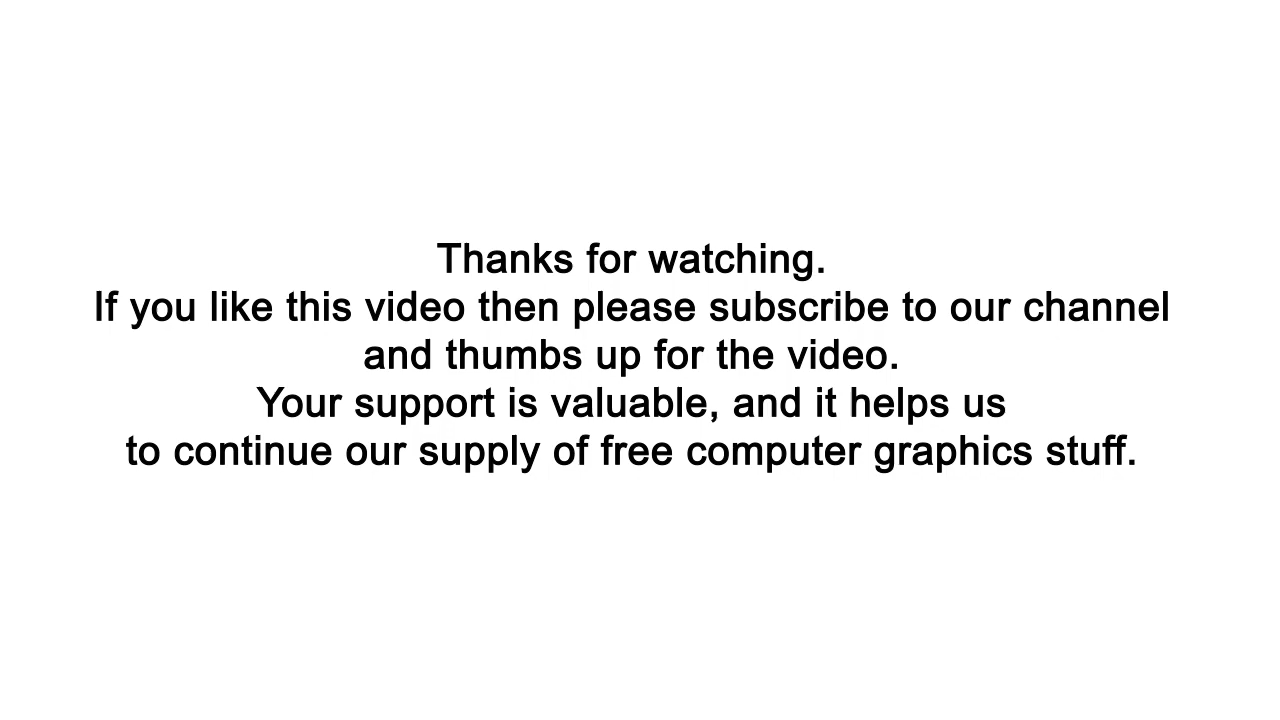 Thanks for watching.
If you like this video then please subscribe to our channel
and thumbs up for the video.
Your support is valuable, and it helps us
to continue our supply of free computer graphics stuff.